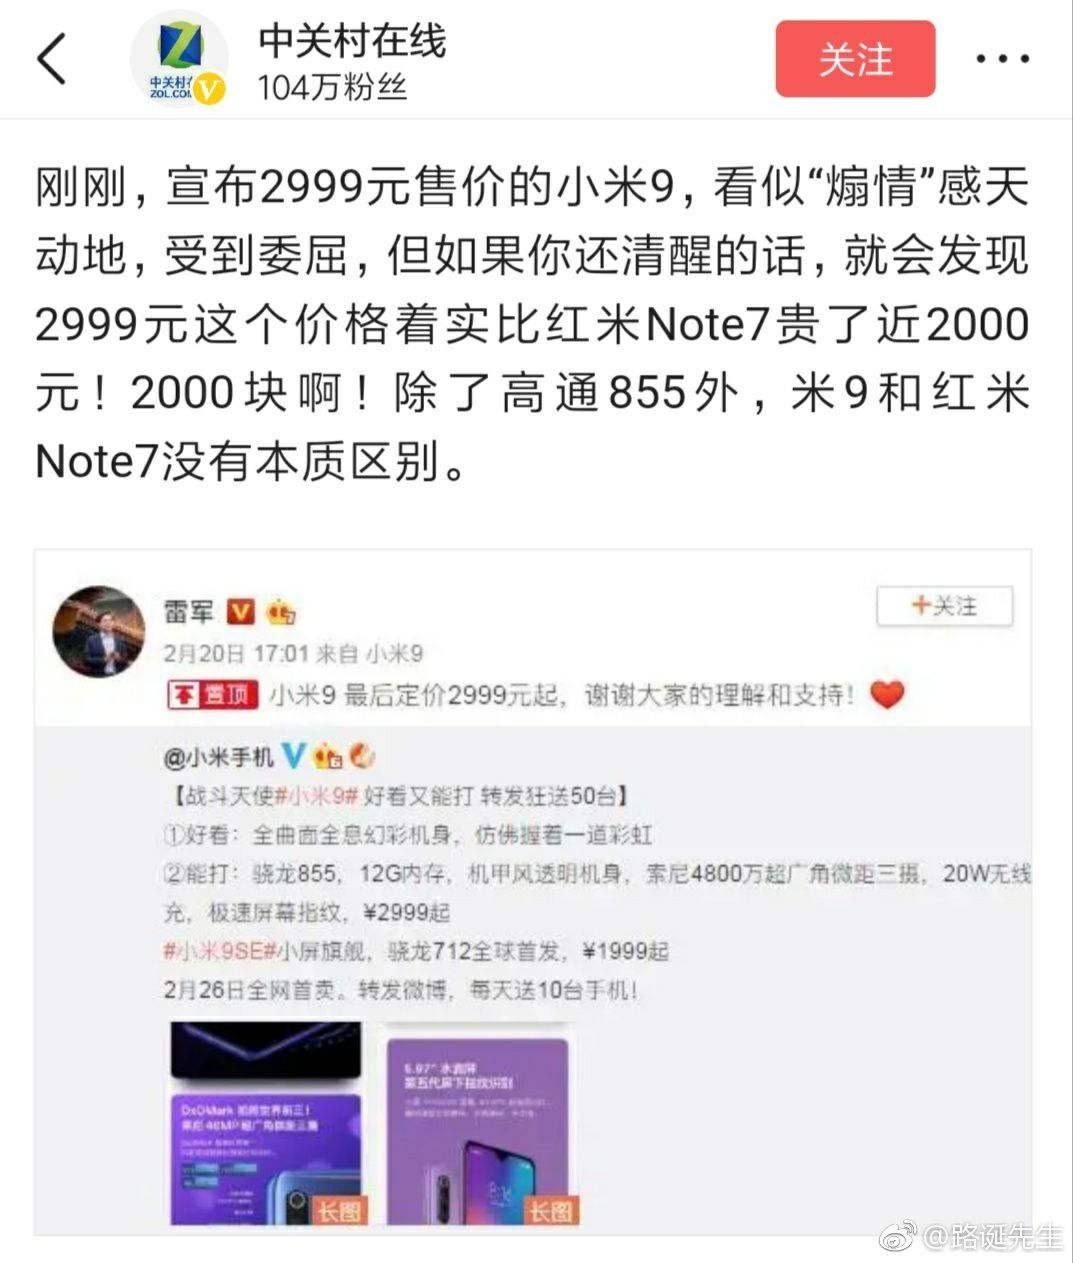 中关村在线
104万粉丝
关注
中关村在
ZOL.COM
刚刚，宣布2999元售价的小米9，看似“煽情”感天
动地，受到委屈，但如果你还清醒的话，就会发现
2999元这个价格着实比红米Note7贵了近2000
元！2000块啊！除了高通855外，米9和红米
Note7没有本质区别。
雷军
+关注
2月20日 17:01 来自 小米9
置顶 小米9 最后定价2999元起，谢谢大家的理解和支持！
@小米手机
【战斗天使#小米9# 好看又能打 转发狂送50台】
①好看：全曲面全息幻彩机身，仿佛握着一道彩虹
②能打：骁龙855，12G内存，机甲风透明机身，索尼4800万超广角微距三摄，20W无线
充，极速屏幕指纹，¥2999起
#小米9SE#小屏旗舰，骁龙712全球首发，¥1999起
2月26日全网首卖。转发微博，每天送10台手机！
DxOMark
长图
5.97" 水滴屏
第五代屏下指纹识别
长图
@路诞先生